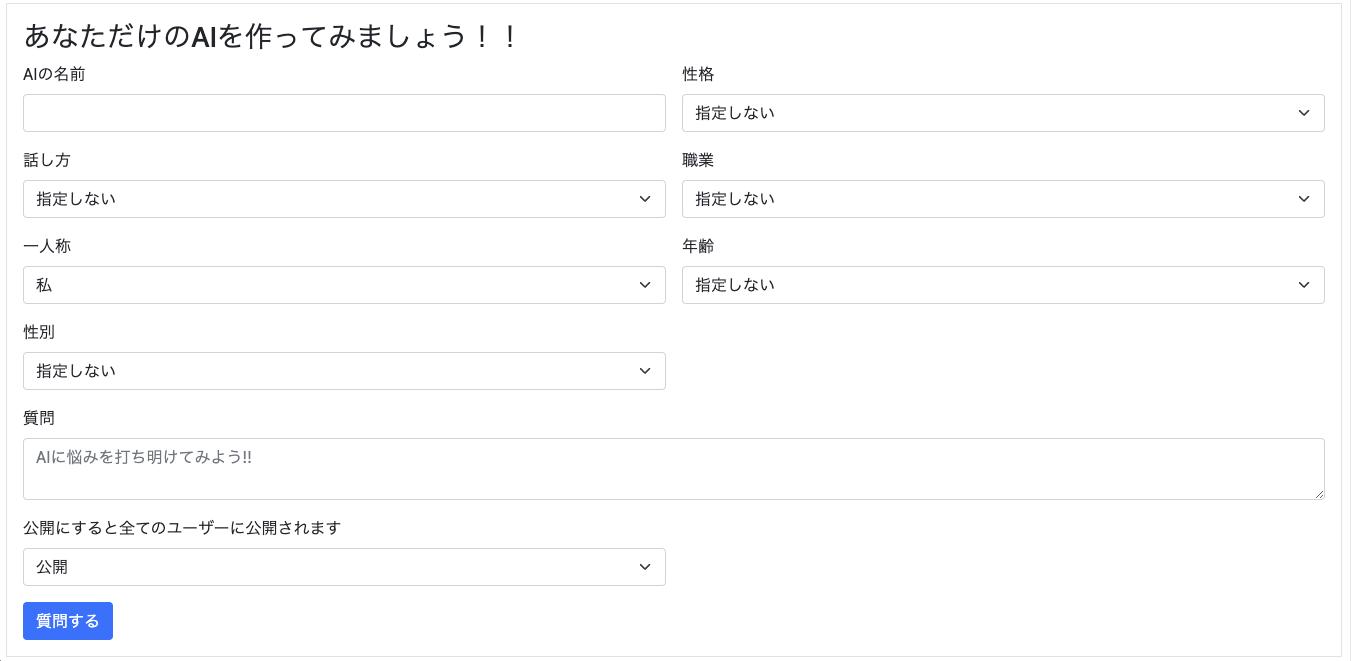 あなただけのAIを作ってみましょう！！
AIの名前
性格
指定しない
話し方
職業
指定しない
指定しない
一人称
年齢
私
指定しない
性別
指定しない
質問
AIに悩みを打ち明けてみよう!!
公開にすると全てのユーザーに公開されます
公開
質問する